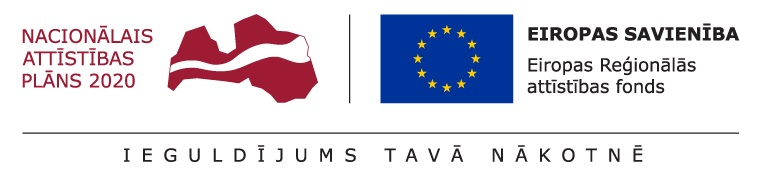 NACIONĀLAIS
ATTĪSTĪBAS
PLĀNS 2020
EIROPAS SAVIENĪBA
Eiropas Reģionālās
attīstības fonds
IEGULDĪJUMS TAVĀ NĀKOTNĒ